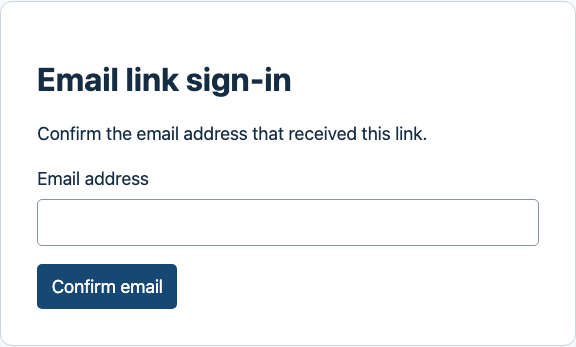 Email link sign-in
Confirm the email address that received this link.
Email address
Confirm email